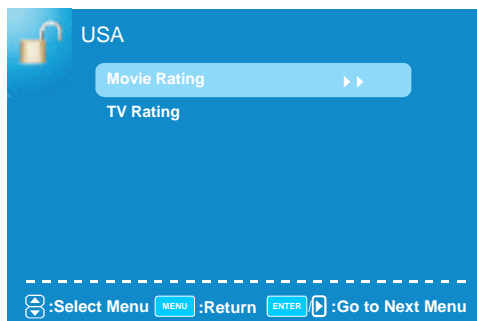 USA
Movie Rating
TV Rating
:Select Menu MENU :Return ENTER / :Go to Next Menu